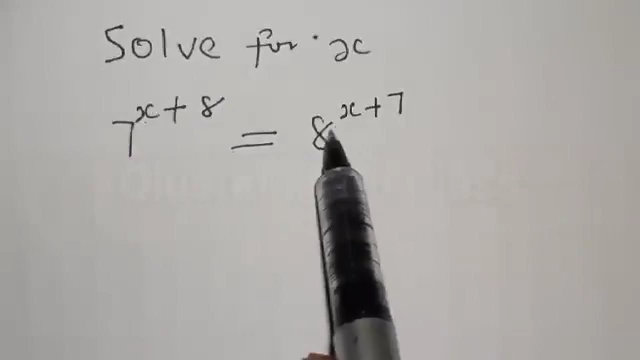 Solve for x
7^{x+8} = 8^{x+7}